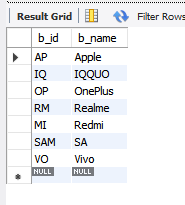 Result Grid Filter Rows
b_id b_name
AP Apple
IQ IQQUO
OP OnePlus
RM Realme
MI Redmi
SAM SA
VO Vivo
NULL NULL